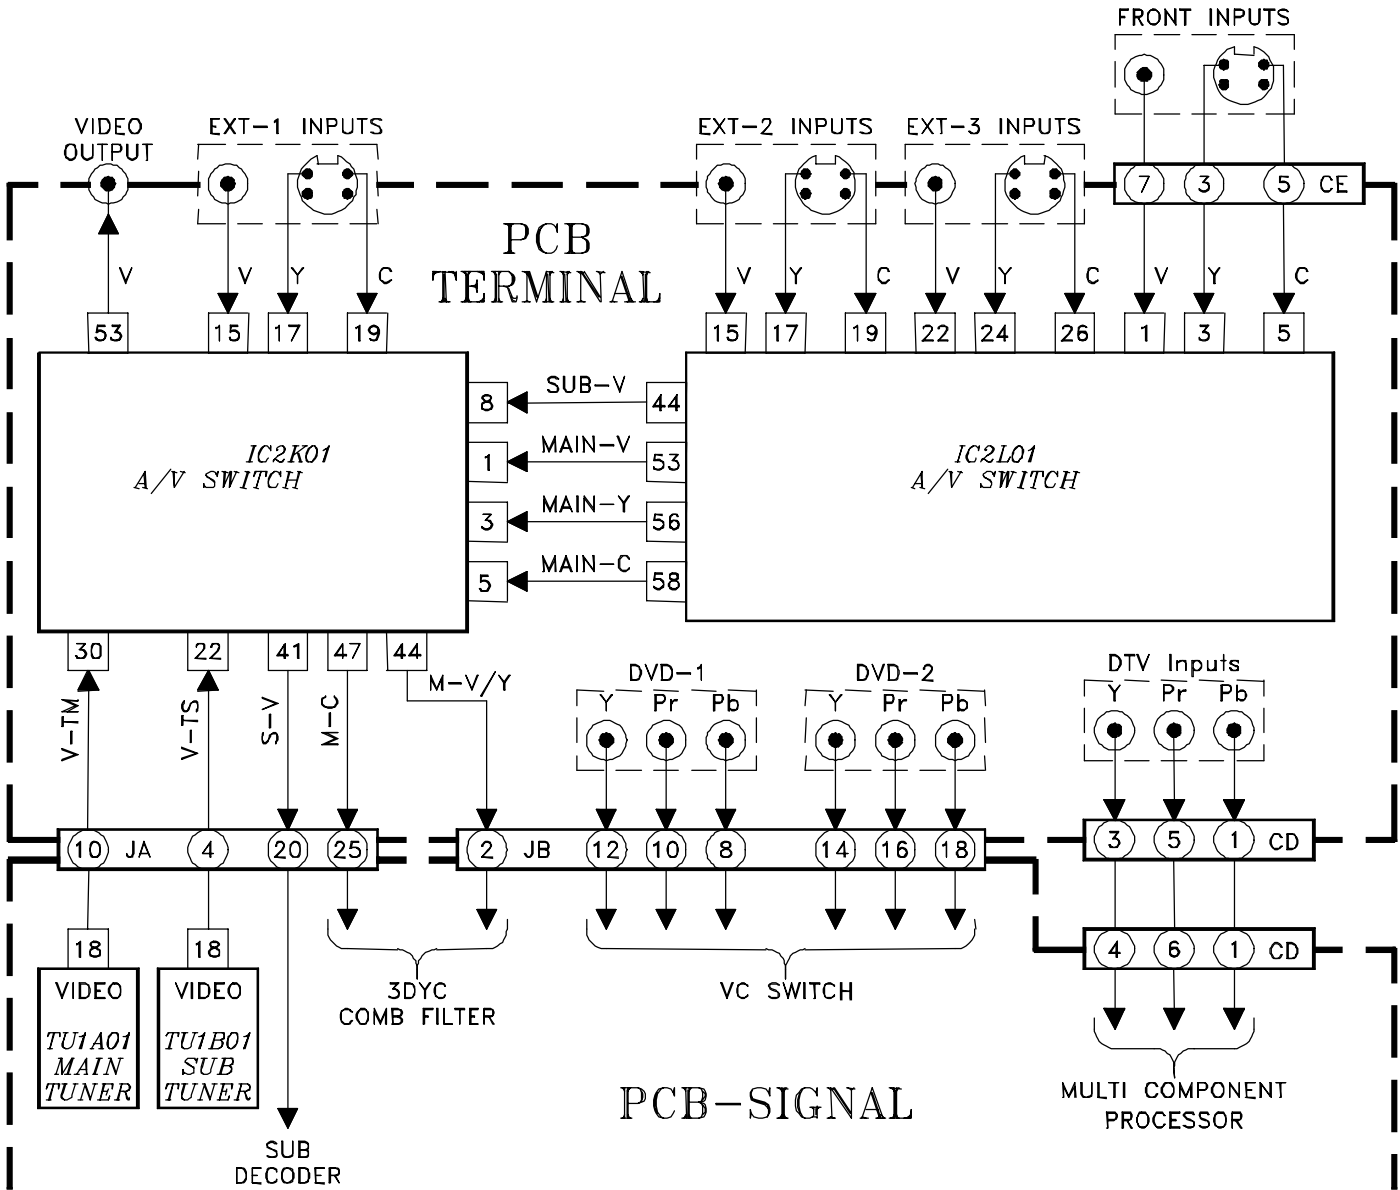 FRONT INPUTS
VIDEO
OUTPUT
EXT-1 INPUTS
EXT-2 INPUTS
EXT-3 INPUTS
7 3 5 CE
PCB
TERMINAL
V V Y C V Y C V Y C V Y C
53 15 17 19 15 17 19 22 24 26 1 3 5
8 SUB-V 44
1 MAIN-V 53
3 MAIN-Y 56
5 MAIN-C 58
IC2K01
A/V SWITCH
IC2L01
A/V SWITCH
30 22 41 47 44
V-TM
V-TS
S-V
M-C
M-V/Y
DVD-1
Y Pr Pb
DVD-2
Y Pr Pb
DTV Inputs
Y Pr Pb
10 JA 4 20 25 2 JB 12 10 8 14 16 18
3 5 1 CD
4 6 1 CD
18 18
VIDEO
TU1A01
MAIN
TUNER
VIDEO
TU1B01
SUB
TUNER
3DYC
COMB FILTER
VC SWITCH
MULTI COMPONENT
PROCESSOR
PCB-SIGNAL
SUB
DECODER